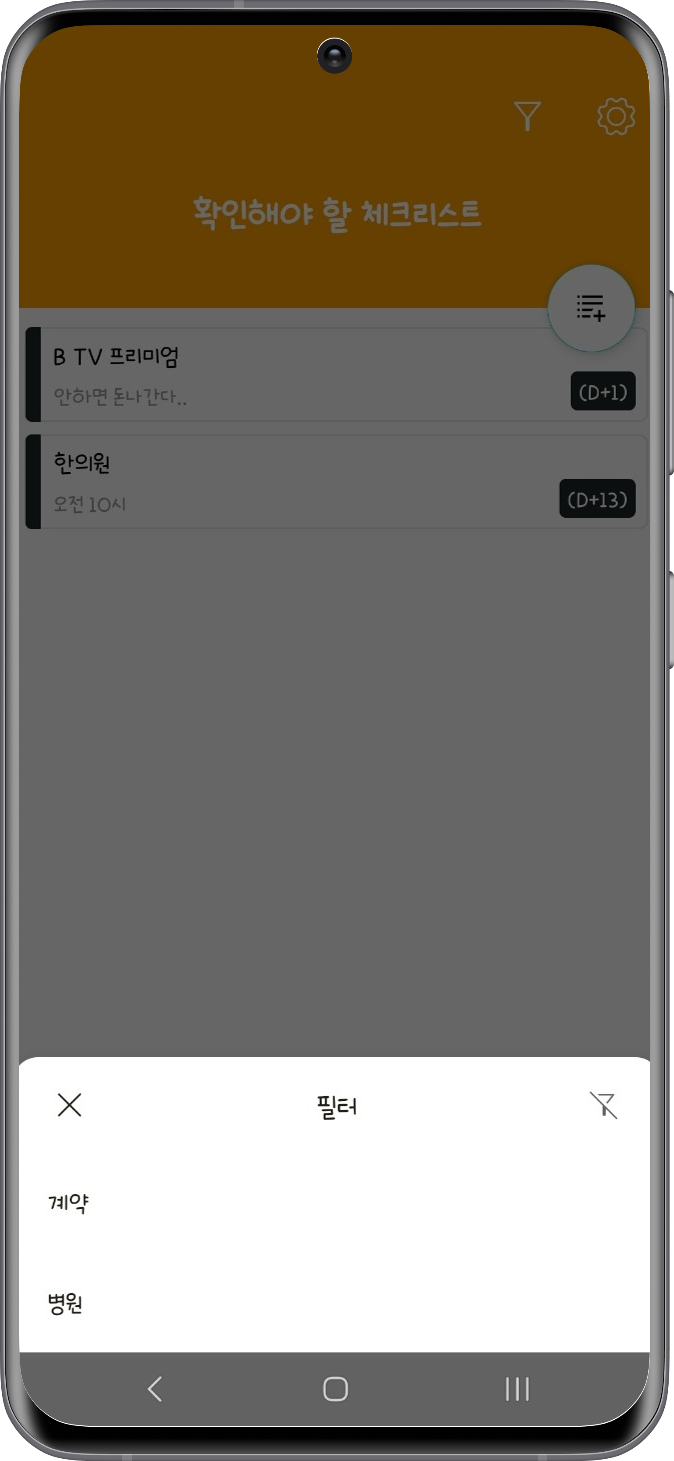 확인해야 할 체크리스트
B TV 프리미엄
안하면 돈나간다..
(D+1)
한의원
오전 10시
(D+13)
필터
계약
병원